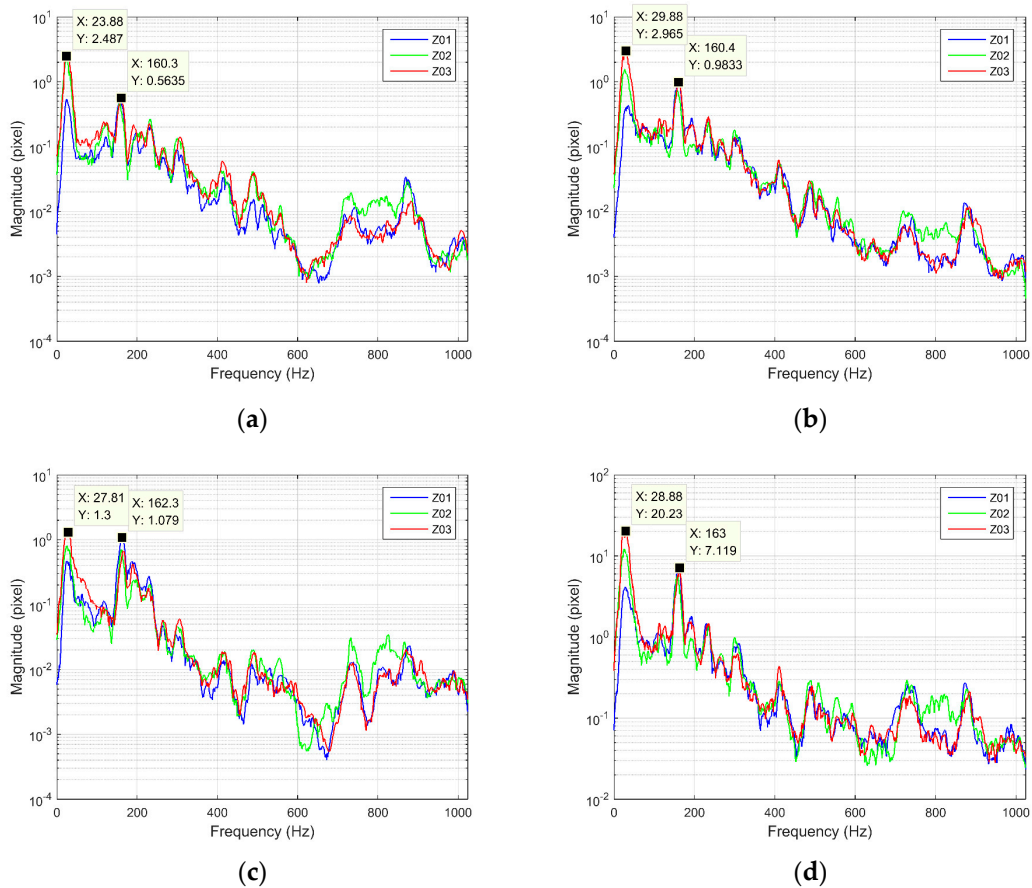 X: 23.88
Y: 2.487
X: 160.3
Y: 0.5635
Z01
Z02
Z03
10^1
10^0
10^-1
10^-2
10^-3
10^-4
Magnitude (pixel)
0 200 400 600 800 1000
Frequency (Hz)
(a)
X: 29.88
Y: 2.965
X: 160.4
Y: 0.9833
Z01
Z02
Z03
10^1
10^0
10^-1
10^-2
10^-3
10^-4
Magnitude (pixel)
0 200 400 600 800 1000
Frequency (Hz)
(b)
X: 27.81
Y: 1.3
X: 162.3
Y: 1.079
Z01
Z02
Z03
10^1
10^0
10^-1
10^-2
10^-3
10^-4
Magnitude (pixel)
0 200 400 600 800 1000
Frequency (Hz)
(c)
X: 28.88
Y: 20.23
X: 163
Y: 7.119
Z01
Z02
Z03
10^2
10^1
10^0
10^-1
10^-2
Magnitude (pixel)
0 200 400 600 800 1000
Frequency (Hz)
(d)